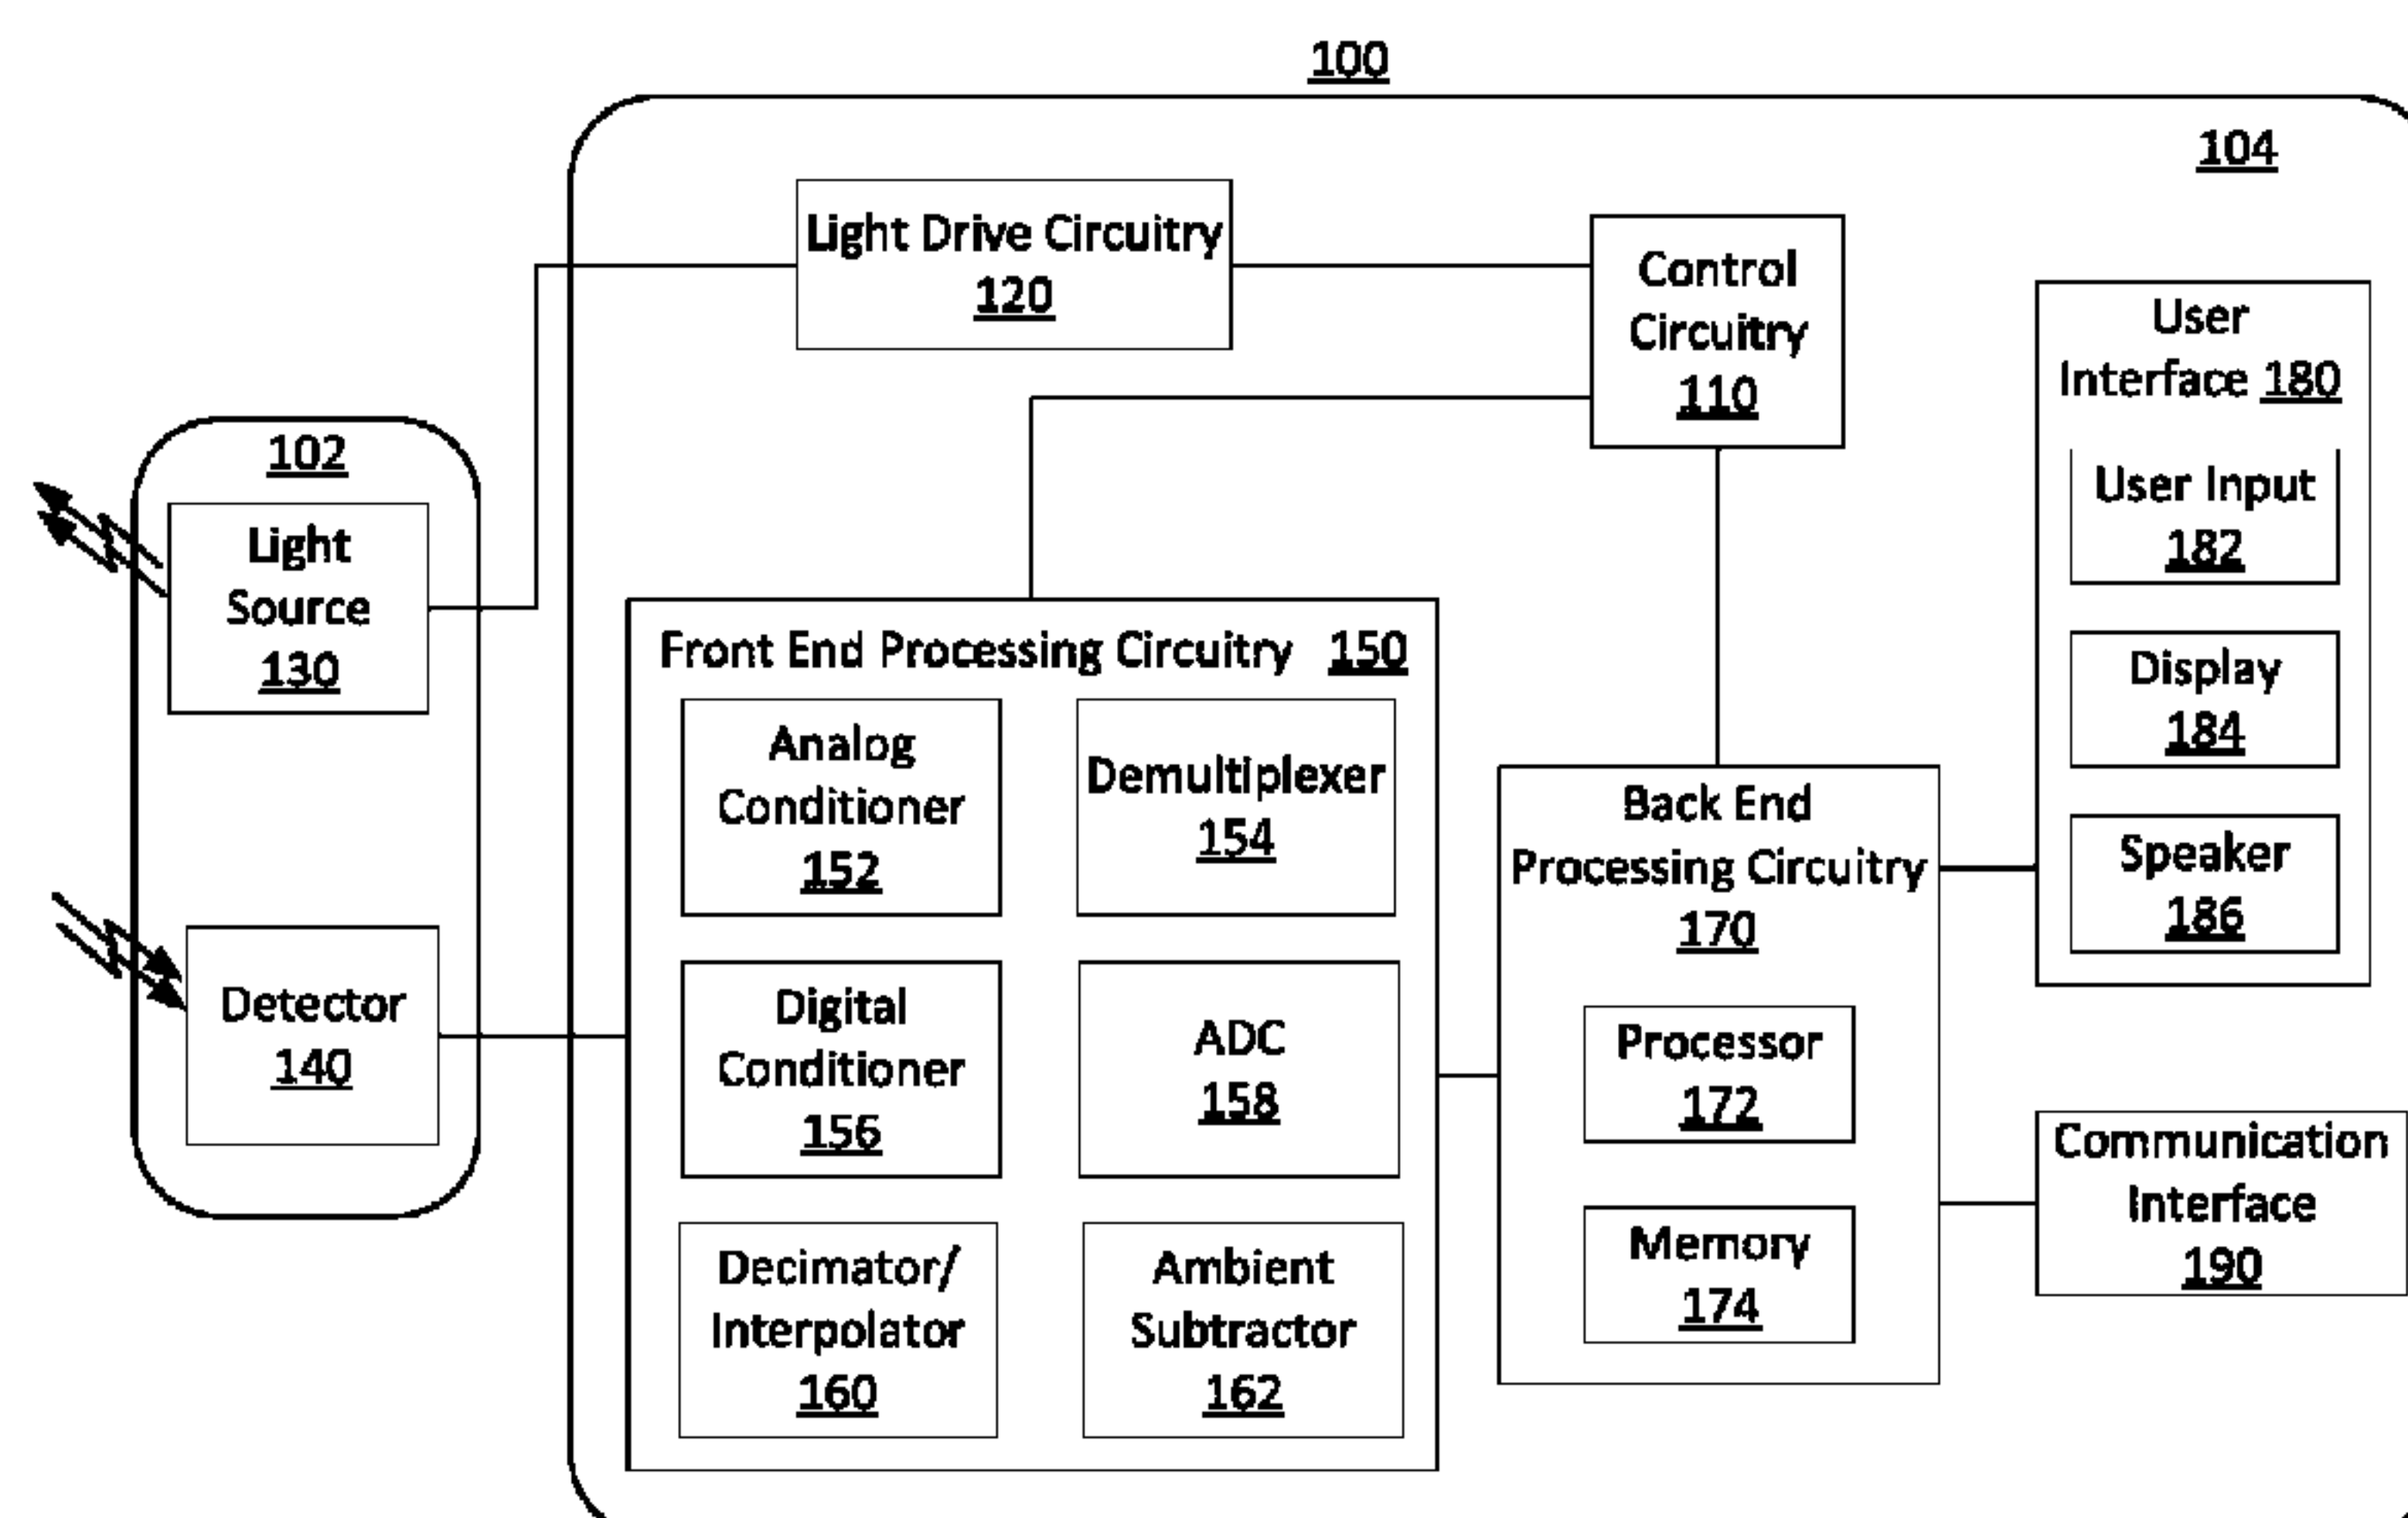 100
104
Light Drive Circuitry
120
Control
Circuitry
110
User
Interface 180
User Input
182
Display
184
Speaker
186
102
Light
Source
130
Detector
140
Front End Processing Circuitry 150
Analog
Conditioner
152
Demultiplexer
154
Digital
Conditioner
156
ADC
158
Decimator/
Interpolator
160
Ambient
Subtractor
162
Back End
Processing Circuitry
170
Processor
172
Memory
174
Communication
Interface
190